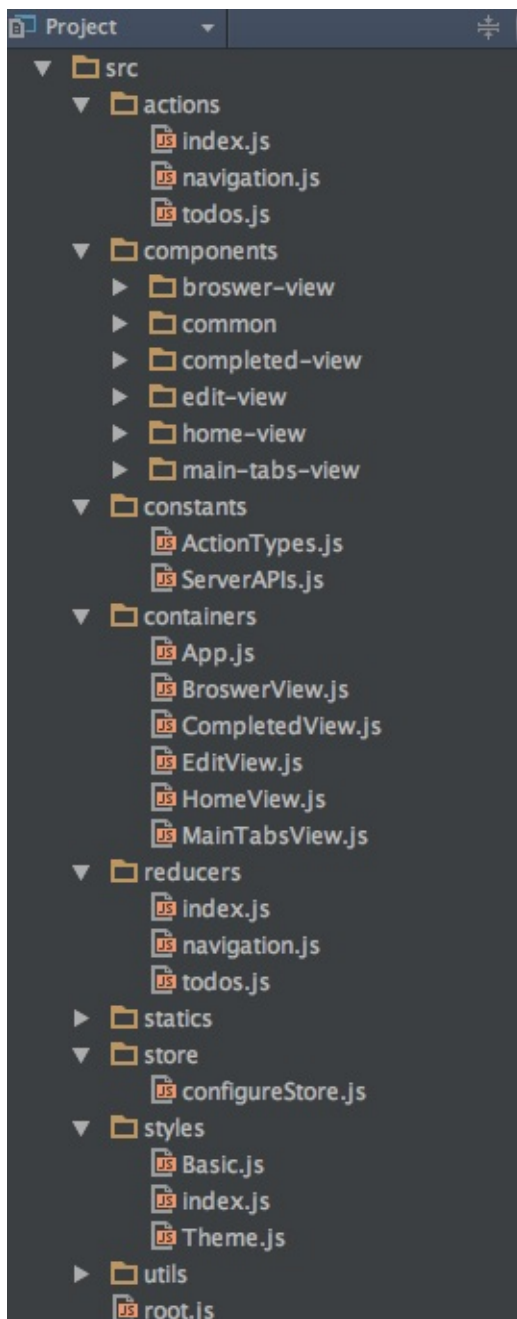 Project
src
actions
index.js
navigation.js
todos.js
components
broswer-view
common
completed-view
edit-view
home-view
main-tabs-view
constants
ActionTypes.js
ServerAPIs.js
containers
App.js
BroswerView.js
CompletedView.js
EditView.js
HomeView.js
MainTabsView.js
reducers
index.js
navigation.js
todos.js
statics
store
configureStore.js
styles
Basic.js
index.js
Theme.js
utils
root.js